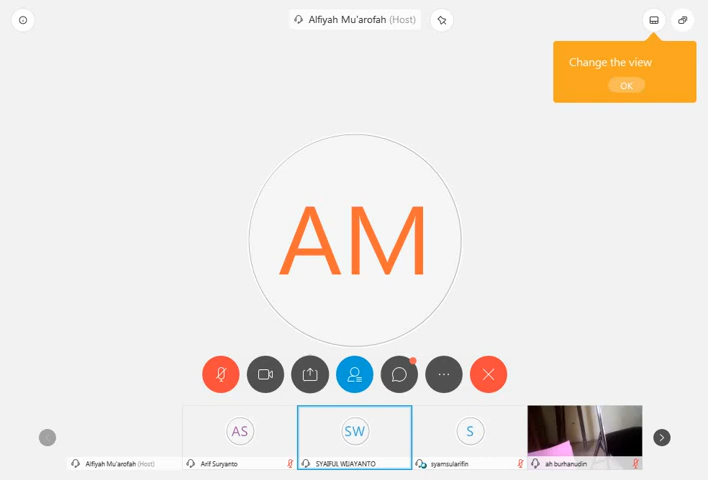 Alfiyah Mu'arofah (Host)
Change the view
OK
AM
AS
SW
S
Alfiyah Mu'arofah (Host)
Arif Suryanto
SYAIFUL WIJAYANTO
syamsularifin
ah burhanudin